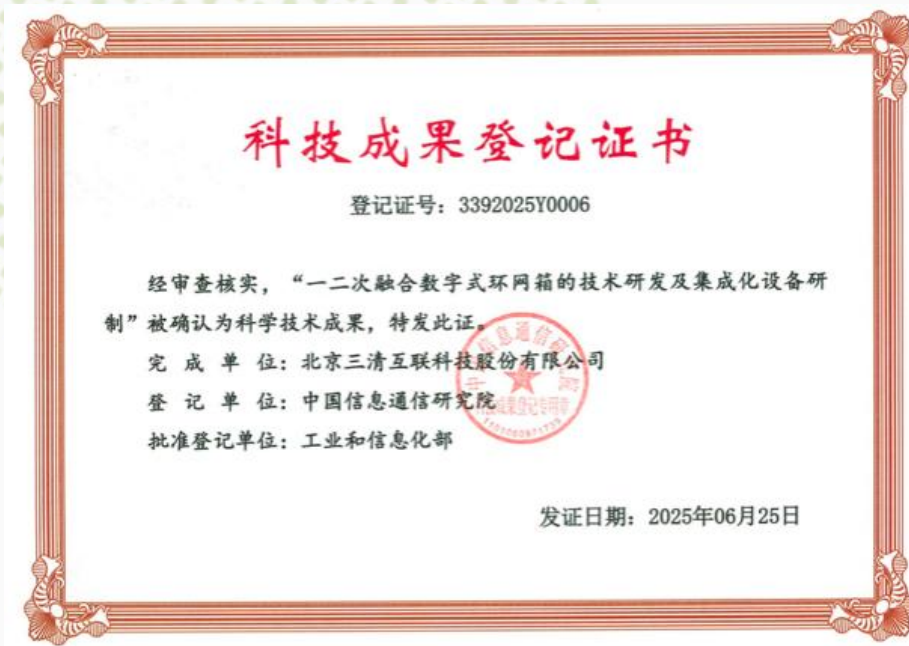 科技成果登记证书
登记证号：3392025Y0006
经审查核实，“一二次融合数字式环网箱的技术研发及集成化设备研
制”被确认为科学技术成果，特发此证。
完成单位：北京三清互联科技股份有限公司
登记单位：中国信息通信研究院
批准登记单位：工业和信息化部
发证日期：2025年06月25日